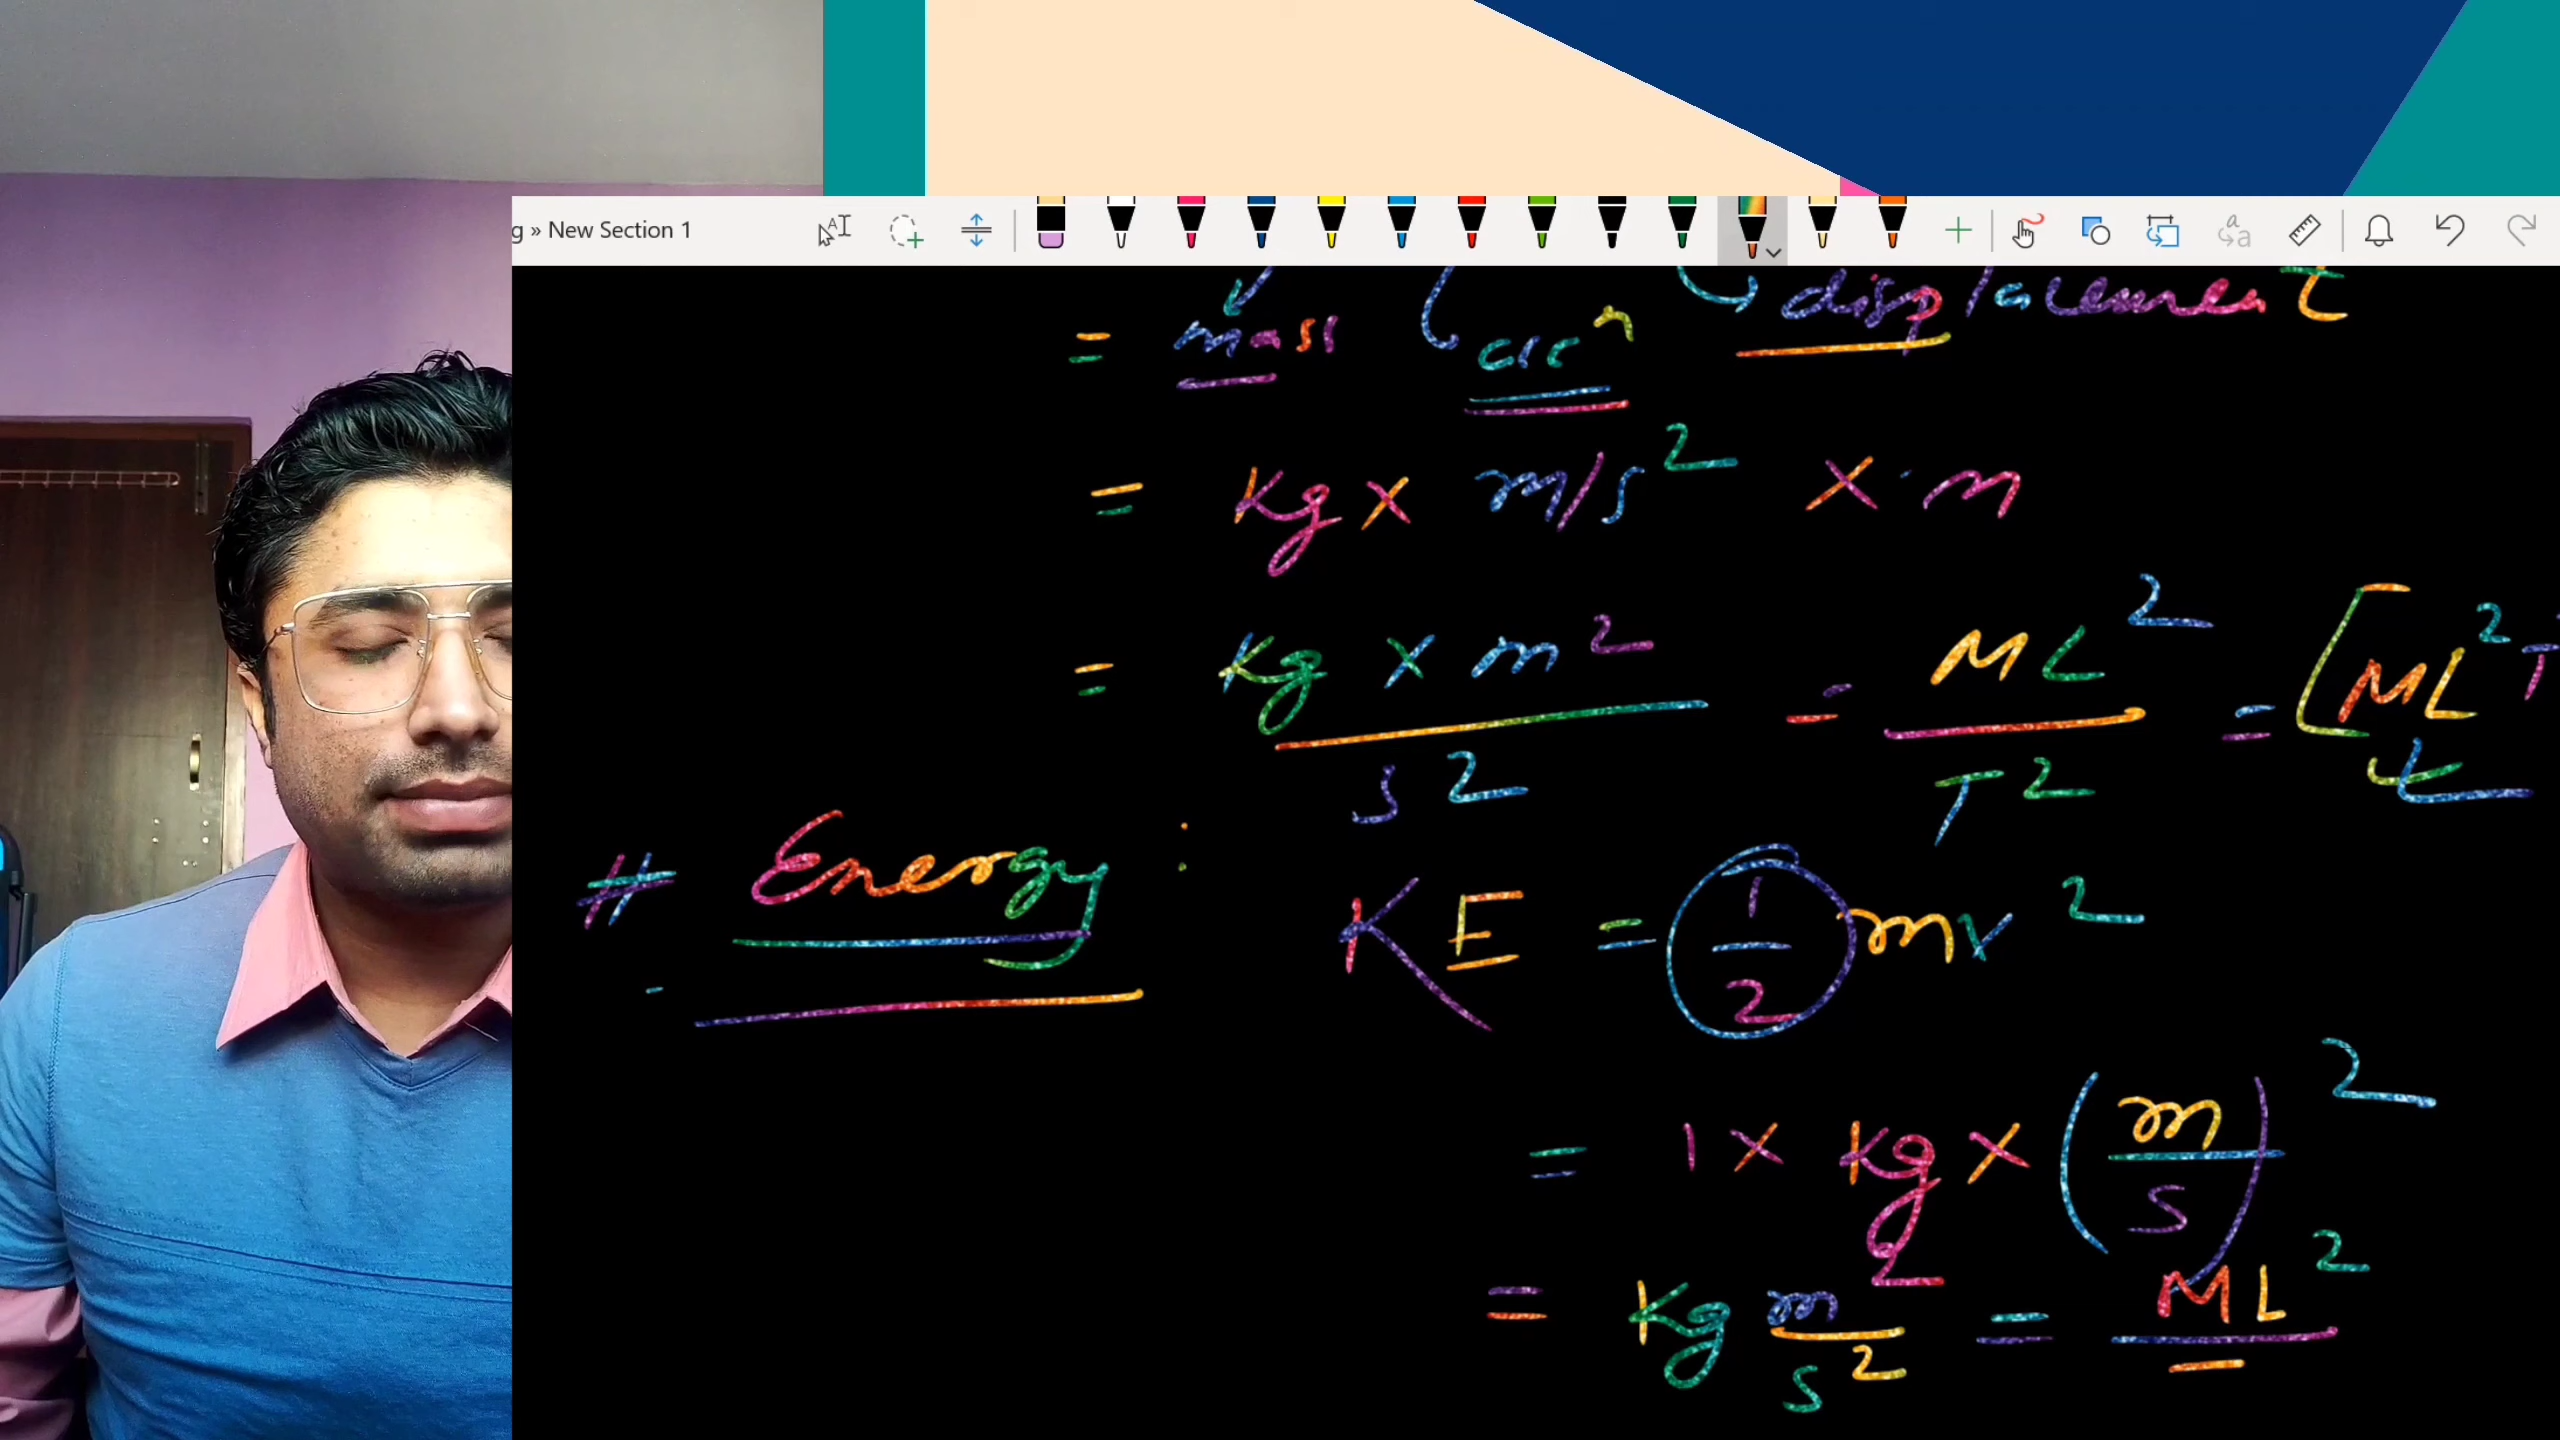 g » New Section 1
= mass accⁿ displacement
= Kg x m/s² x m
= Kg x m² / s² = ML² / T² = [ML²T
# Energy : KE = 1/2 mv²
= 1 x Kg x (m/s)²
= Kg m²/s² = ML²